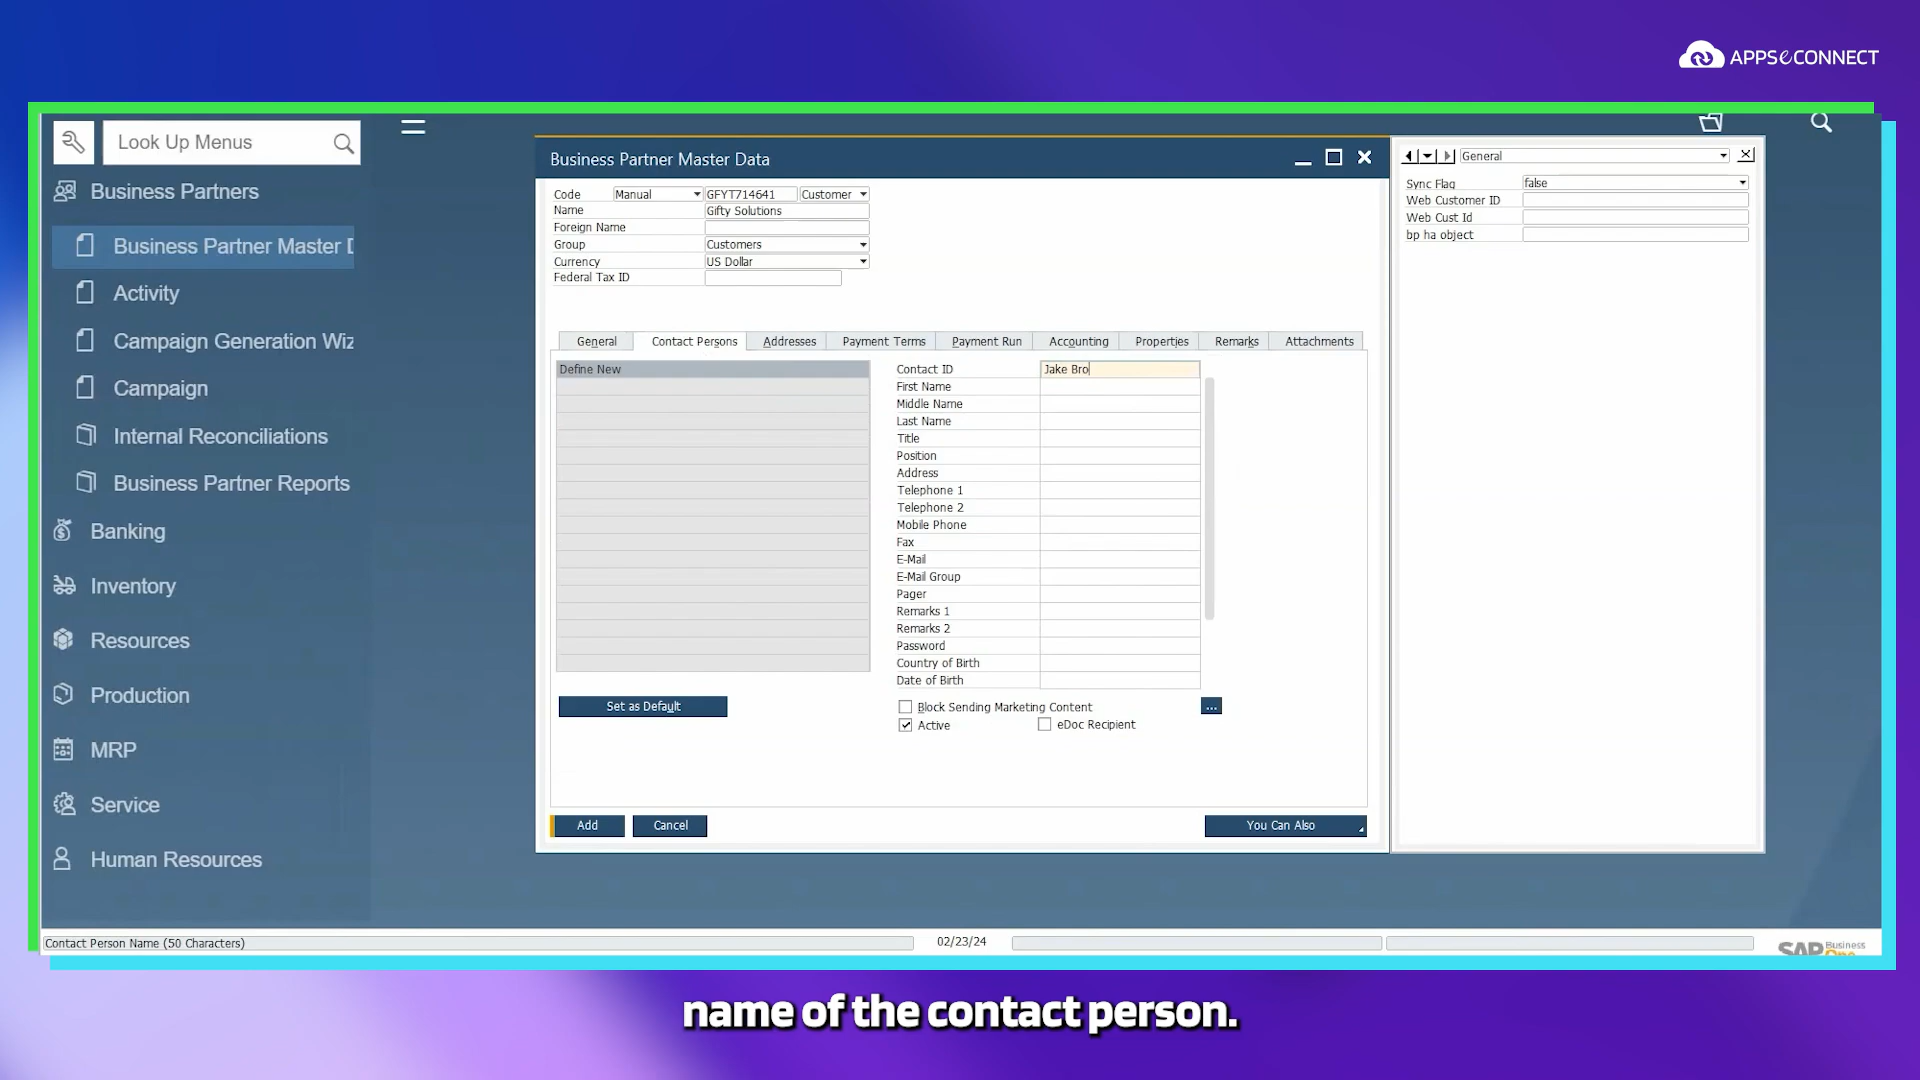 APPSeCONNECT
Look Up Menus
Business Partners
Business Partner Master D
Activity
Campaign Generation Wiz
Campaign
Internal Reconciliations
Business Partner Reports
Banking
Inventory
Resources
Production
MRP
Service
Human Resources
Business Partner Master Data
Code Manual GFYT714641 Customer
Name Gifty Solutions
Foreign Name
Group Customers
Currency US Dollar
Federal Tax ID
General Contact Persons Addresses Payment Terms Payment Run Accounting Properties Remarks Attachments
Define New
Contact ID Jake Bro
First Name
Middle Name
Last Name
Title
Position
Address
Telephone 1
Telephone 2
Mobile Phone
Fax
E-Mail
E-Mail Group
Pager
Remarks 1
Remarks 2
Password
Country of Birth
Date of Birth
Set as Default
Block Sending Marketing Content ...
Active eDoc Recipient
Add Cancel You Can Also
General
Sync Flag false
Web Customer ID
Web Cust Id
bp ha object
Contact Person Name (50 Characters) 02/23/24
SAP Business One
name of the contact person.